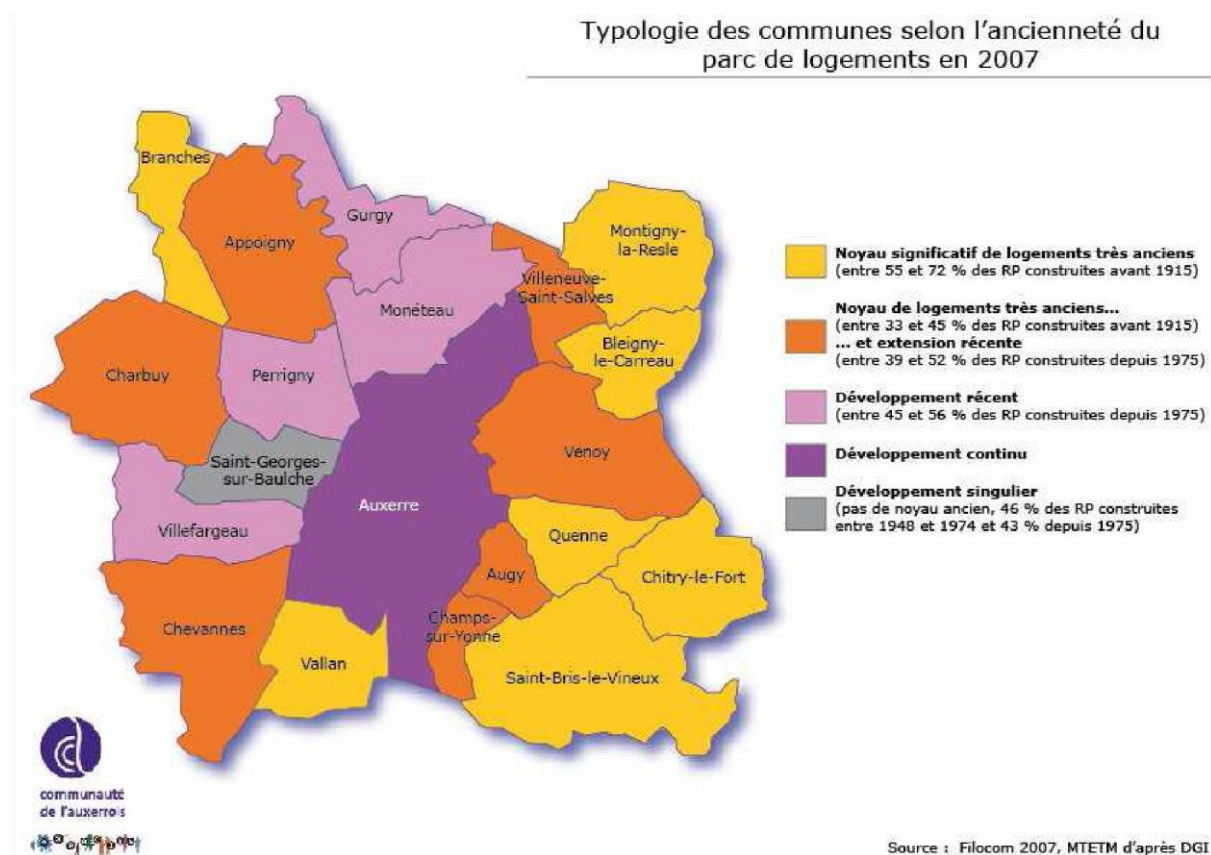 Typologie des communes selon l'ancienneté du
parc de logements en 2007
Branches
Gurgy
Appoigny
Montigny-
la-Resle
Villeneuve-
Saint-Salves
Monéteau
Bleigny-
le-Carreau
Charbuy
Perrigny
Venoy
Saint-Georges-
sur-Baulche
Auxerre
Villefargeau
Quenne
Augy
Chitry-le-Fort
Champs-
sur-Yonne
Chevannes
Vallan
Saint-Bris-le-Vineux
Noyau significatif de logements très anciens
(entre 55 et 72 % des RP construites avant 1915)
Noyau de logements très anciens...
(entre 33 et 45 % des RP construites avant 1915)
... et extension récente
(entre 39 et 52 % des RP construites depuis 1975)
Développement récent
(entre 45 et 56 % des RP construites depuis 1975)
Développement continu
Développement singulier
(pas de noyau ancien, 46 % des RP construites
entre 1948 et 1974 et 43 % depuis 1975)
communauté
de l'auxerrois
Source : Filocom 2007, MTETM d'après DGI